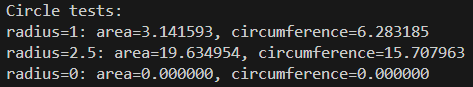 Circle tests:
radius=1: area=3.141593, circumference=6.283185
radius=2.5: area=19.634954, circumference=15.707963
radius=0: area=0.000000, circumference=0.000000